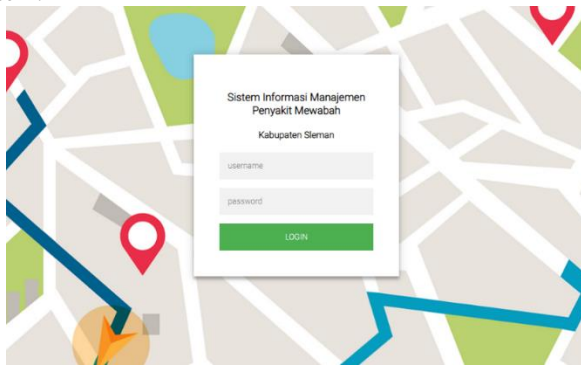 Sistem Informasi Manajemen
Penyakit Mewabah
Kabupaten Sleman
username
password
LOGIN